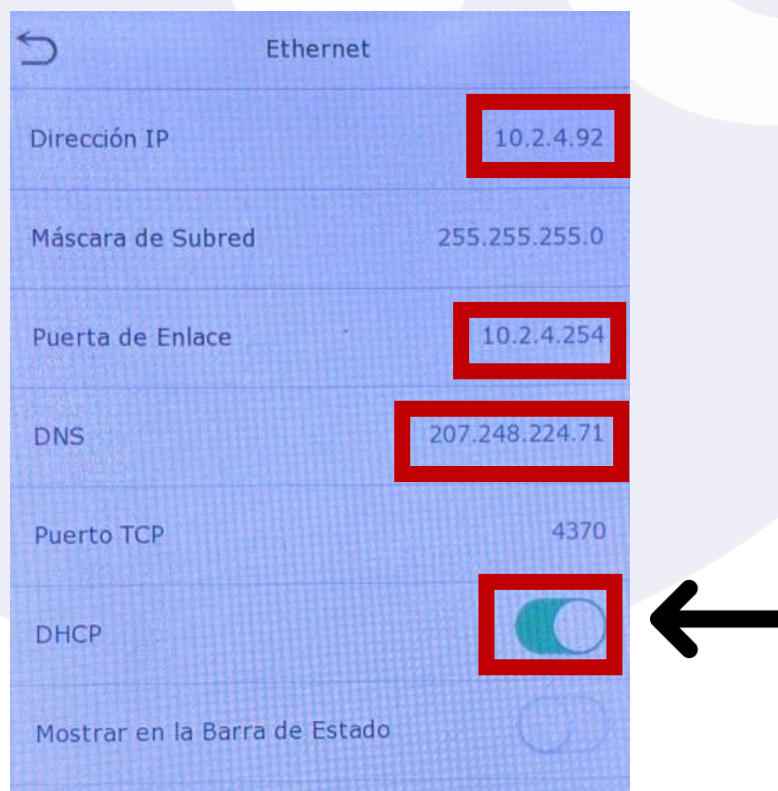 Ethernet
Dirección IP 10.2.4.92
Máscara de Subred 255.255.255.0
Puerta de Enlace 10.2.4.254
DNS 207.248.224.71
Puerto TCP 4370
DHCP
Mostrar en la Barra de Estado